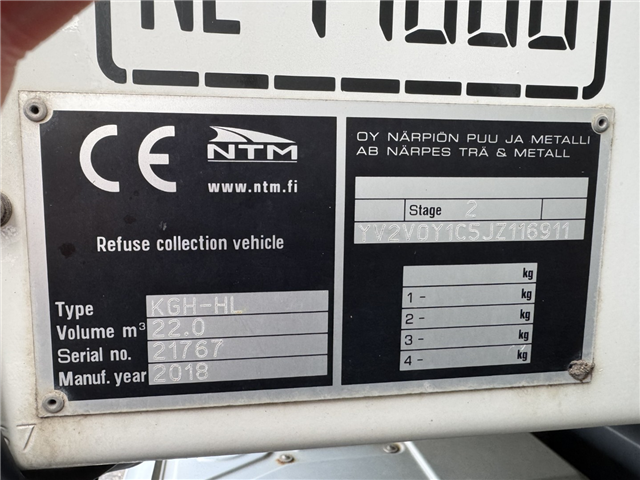 CE NTM
www.ntm.fi
Refuse collection vehicle
Type KGH-HL
Volume m³ 22.0
Serial no. 21767
Manuf. year 2018
OY NÄRPIÖN PUU JA METALLI
AB NÄRPES TRÄ & METALL
Stage 2
YV2V0Y1C5JZ116911
kg
1 - kg
2 - kg
3 - kg
4 - kg